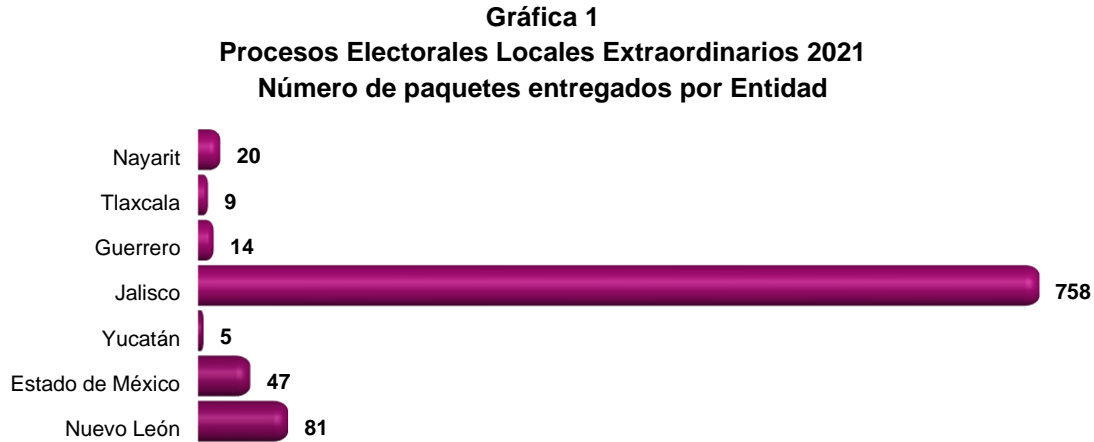 Gráfica 1
Procesos Electorales Locales Extraordinarios 2021
Número de paquetes entregados por Entidad
Nayarit 20
Tlaxcala 9
Guerrero 14
Jalisco 758
Yucatán 5
Estado de México 47
Nuevo León 81